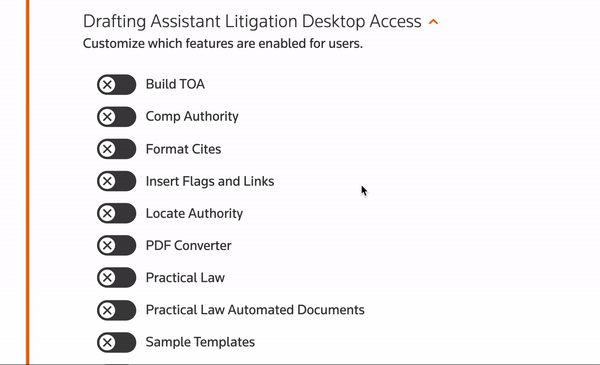 Drafting Assistant Litigation Desktop Access
Customize which features are enabled for users.
Build TOA
Comp Authority
Format Cites
Insert Flags and Links
Locate Authority
PDF Converter
Practical Law
Practical Law Automated Documents
Sample Templates